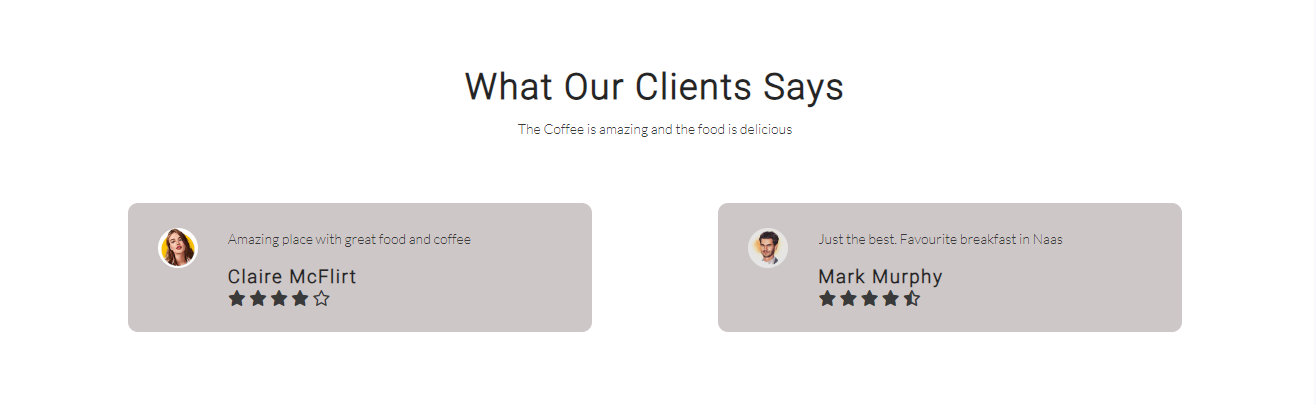 What Our Clients Says
The Coffee is amazing and the food is delicious
Amazing place with great food and coffee
Claire McFlirt
Just the best. Favourite breakfast in Naas
Mark Murphy